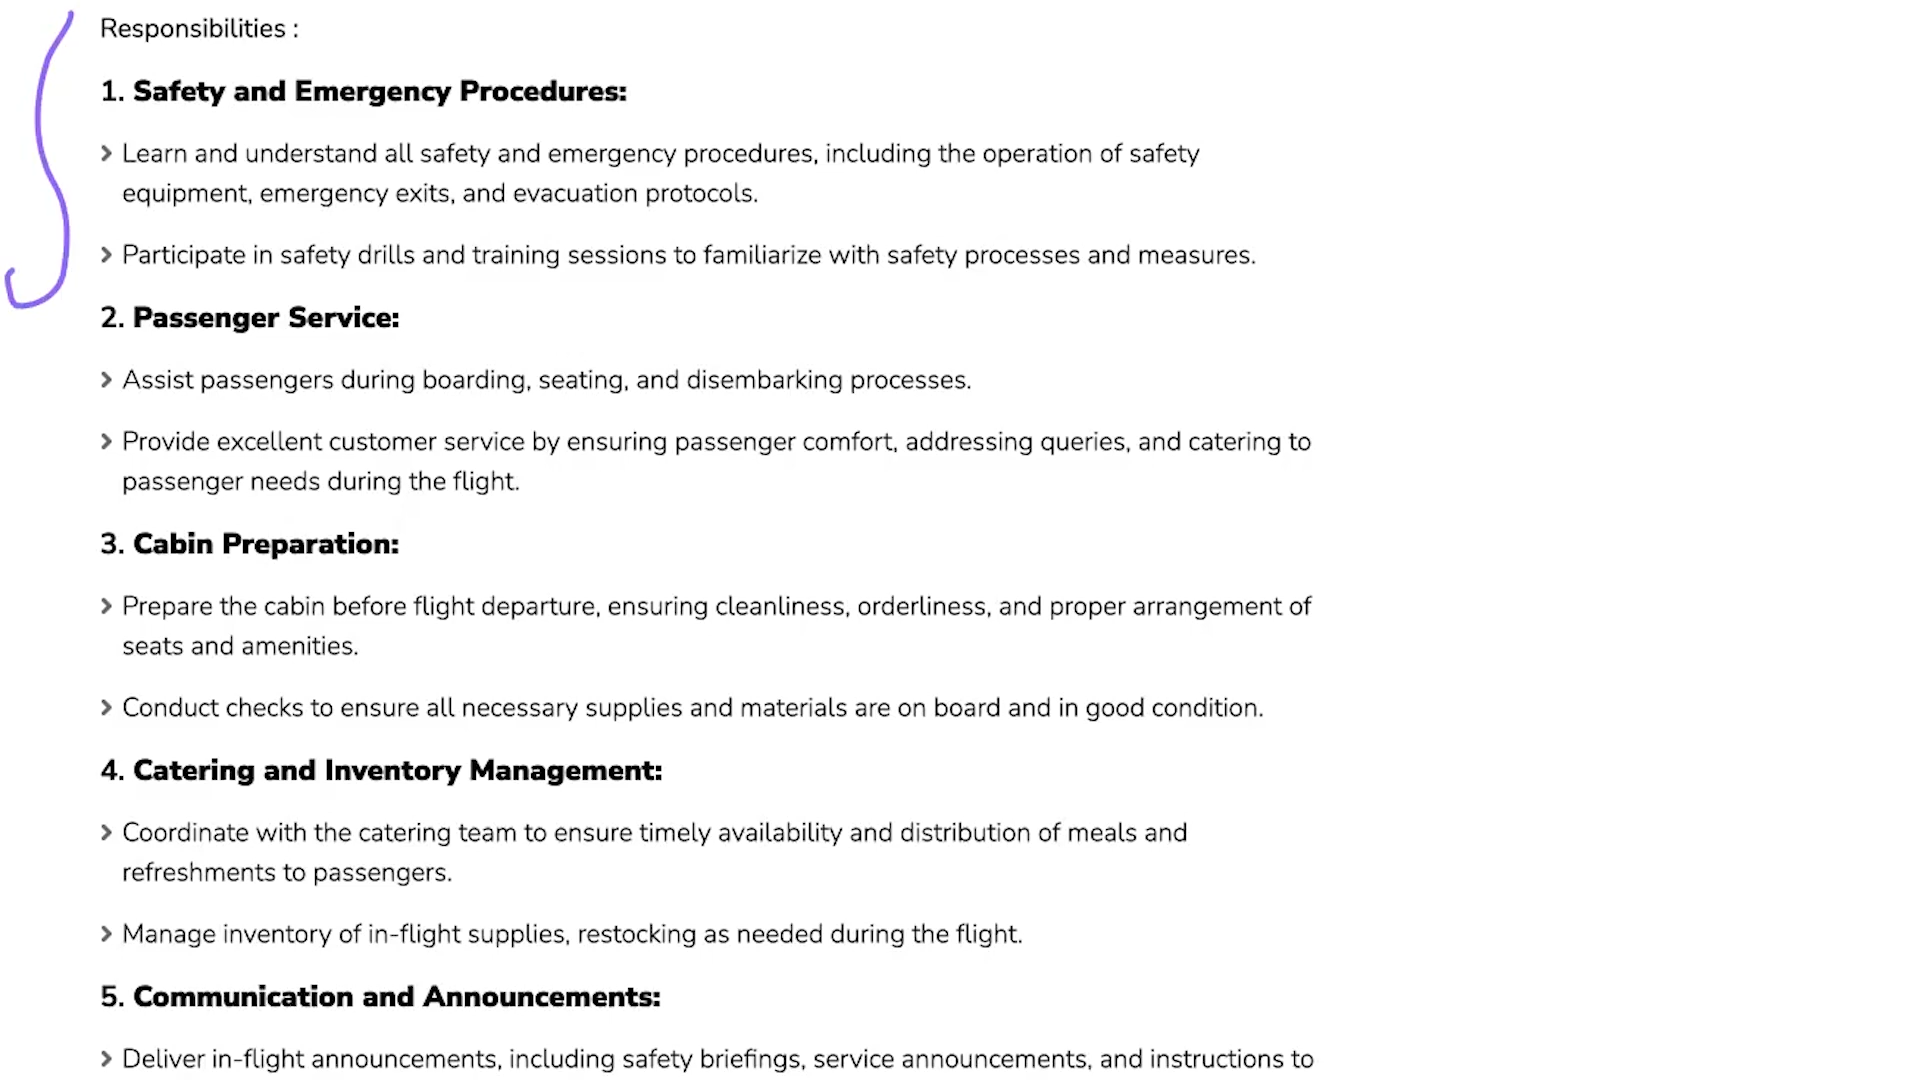 Responsibilities :
1. Safety and Emergency Procedures:
Learn and understand all safety and emergency procedures, including the operation of safety
equipment, emergency exits, and evacuation protocols.
Participate in safety drills and training sessions to familiarize with safety processes and measures.
2. Passenger Service:
Assist passengers during boarding, seating, and disembarking processes.
Provide excellent customer service by ensuring passenger comfort, addressing queries, and catering to
passenger needs during the flight.
3. Cabin Preparation:
Prepare the cabin before flight departure, ensuring cleanliness, orderliness, and proper arrangement of
seats and amenities.
Conduct checks to ensure all necessary supplies and materials are on board and in good condition.
4. Catering and Inventory Management:
Coordinate with the catering team to ensure timely availability and distribution of meals and
refreshments to passengers.
Manage inventory of in-flight supplies, restocking as needed during the flight.
5. Communication and Announcements:
Deliver in-flight announcements, including safety briefings, service announcements, and instructions to